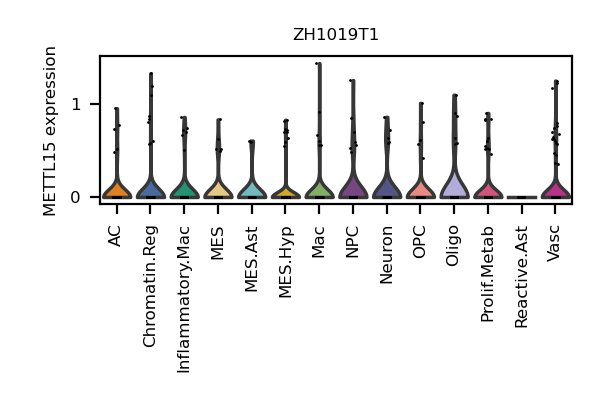 ZH1019T1
METTL15 expression
1
0
AC
Chromatin.Reg
Inflammatory.Mac
MES
MES.Ast
MES.Hyp
Mac
NPC
Neuron
OPC
Oligo
Prolif.Metab
Reactive.Ast
Vasc